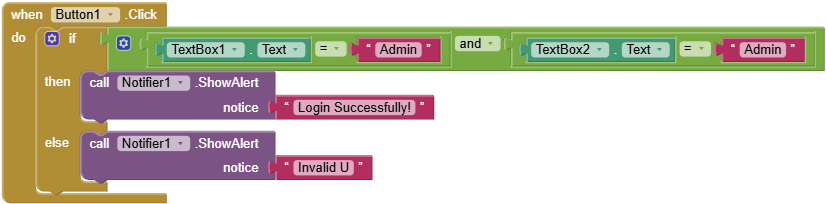 when Button1 .Click
do if TextBox1 . Text = " Admin " and TextBox2 . Text = " Admin "
then call Notifier1 .ShowAlert
notice " Login Successfully! "
else call Notifier1 .ShowAlert
notice " Invalid U "